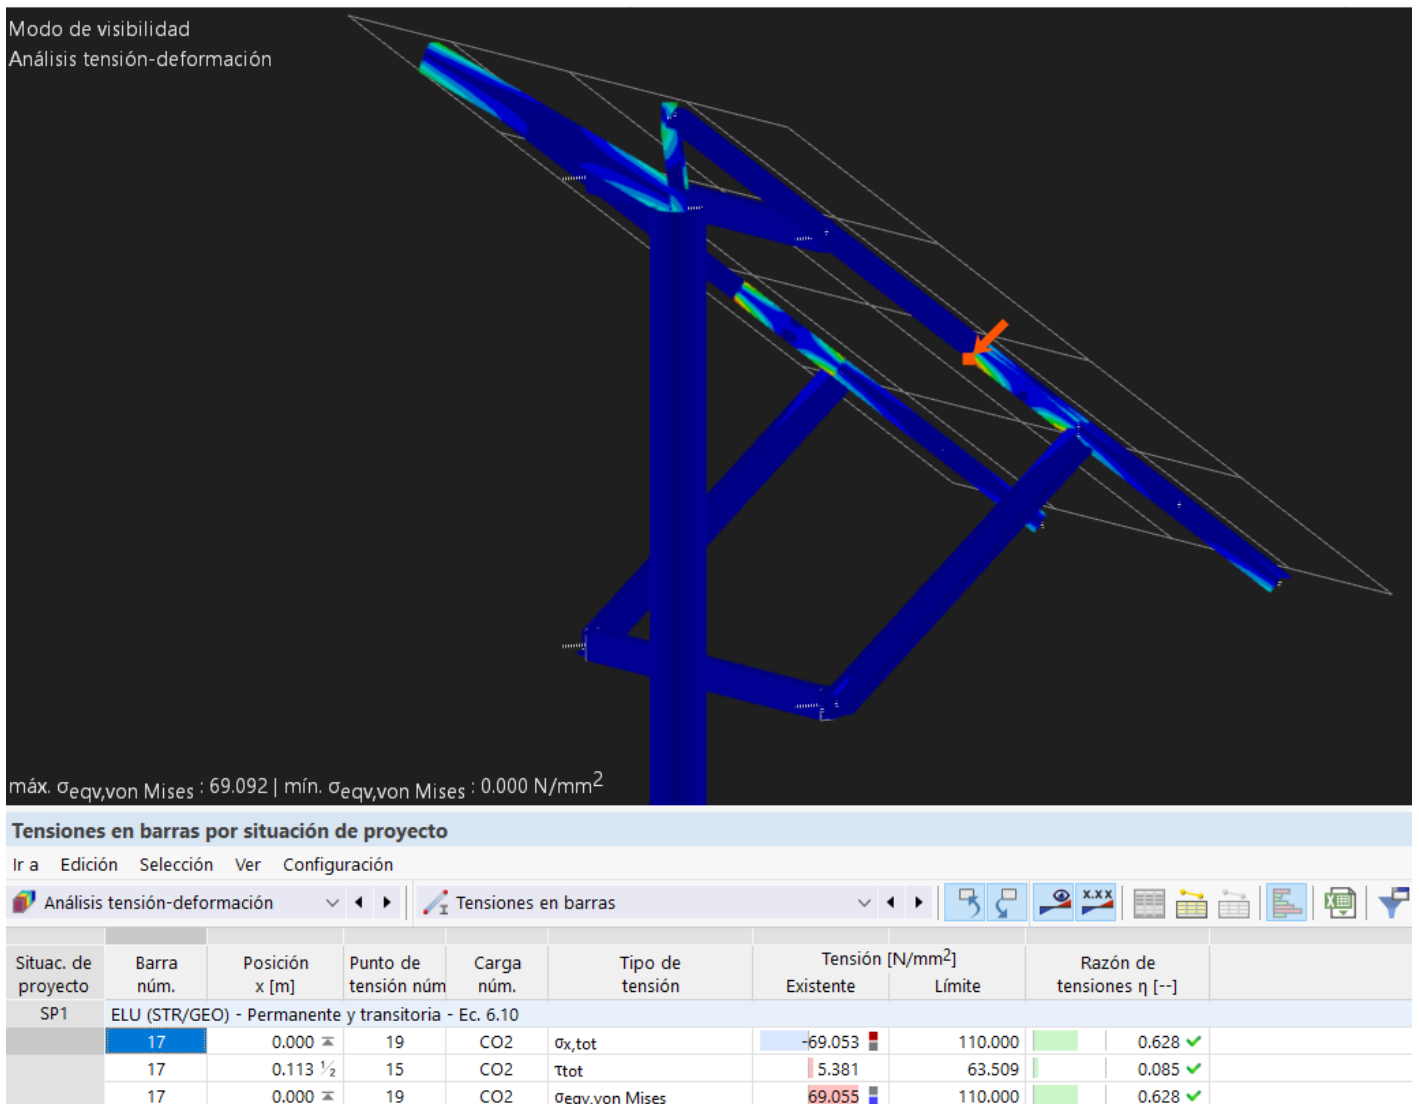 Modo de visibilidad
Análisis tensión-deformación
máx. σeqv,von Mises : 69.092 | mín. σeqv,von Mises : 0.000 N/mm2
Tensiones en barras por situación de proyecto
Ir a Edición Selección Ver Configuración
Análisis tensión-deformación Tensiones en barras x.xx
Situac. de Barra Posición Punto de Carga Tipo de Tensión [N/mm2] Razón de
proyecto núm. x [m] tensión núm núm. tensión Existente Límite tensiones η [--]
SP1 ELU (STR/GEO) - Permanente y transitoria - Ec. 6.10
17 0.000 19 CO2 σx,tot -69.053 110.000 0.628
17 0.113 ½ 15 CO2 τtot 5.381 63.509 0.085
17 0.000 19 CO2 σeqv,von Mises 69.055 110.000 0.628